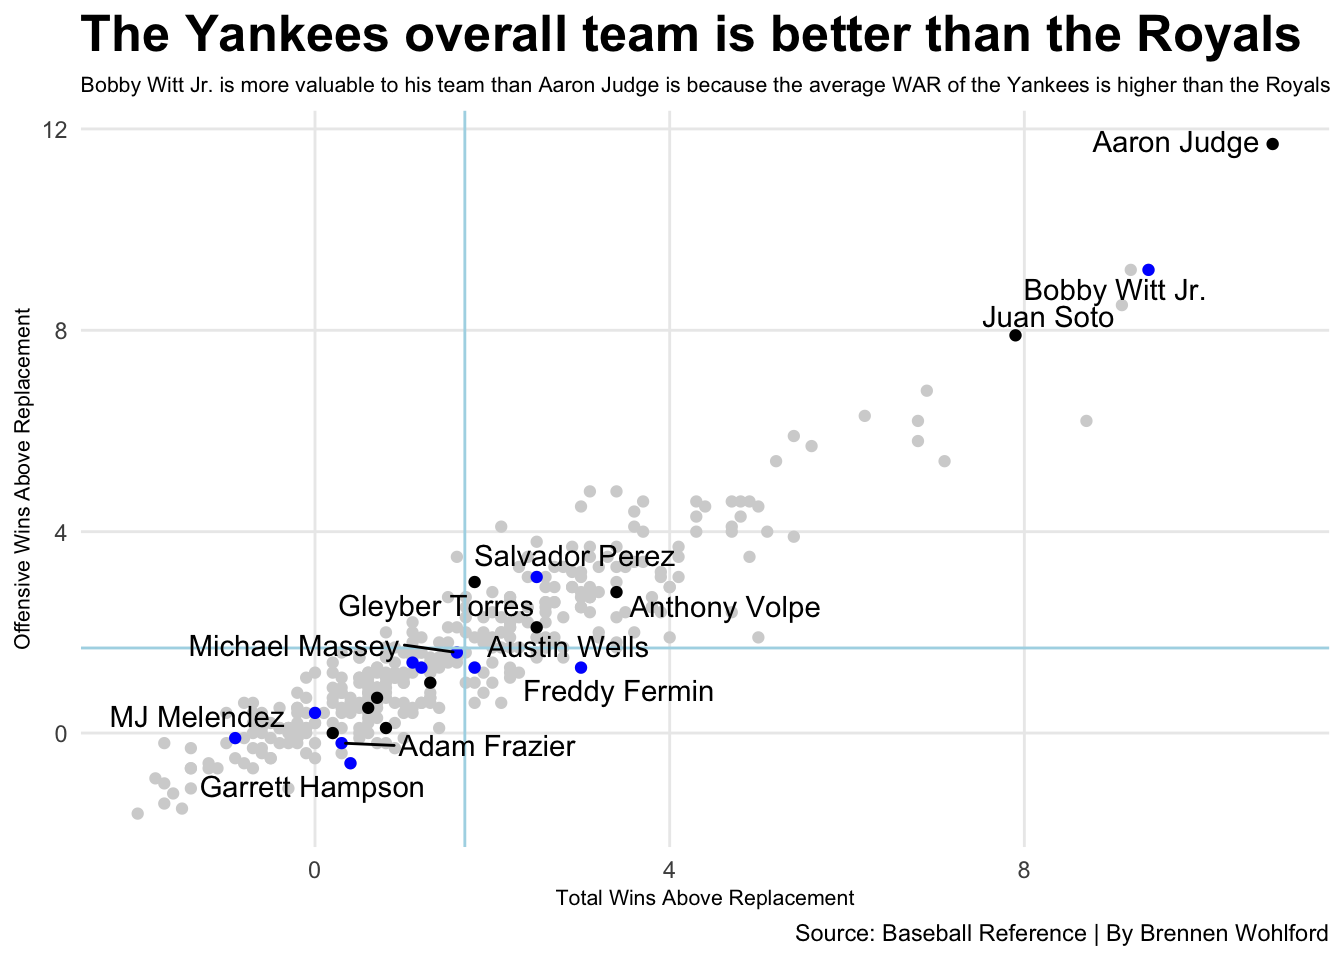 The Yankees overall team is better than the Royals
Bobby Witt Jr. is more valuable to his team than Aaron Judge is because the average WAR of the Yankees is higher than the Royals
12
Aaron Judge
Bobby Witt Jr.
8
Juan Soto
Offensive Wins Above Replacement
4
Salvador Perez
Gleyber Torres
Anthony Volpe
Michael Massey
Austin Wells
Freddy Fermin
MJ Melendez
0
Adam Frazier
Garrett Hampson
0
4
8
Total Wins Above Replacement
Source: Baseball Reference | By Brennen Wohlford